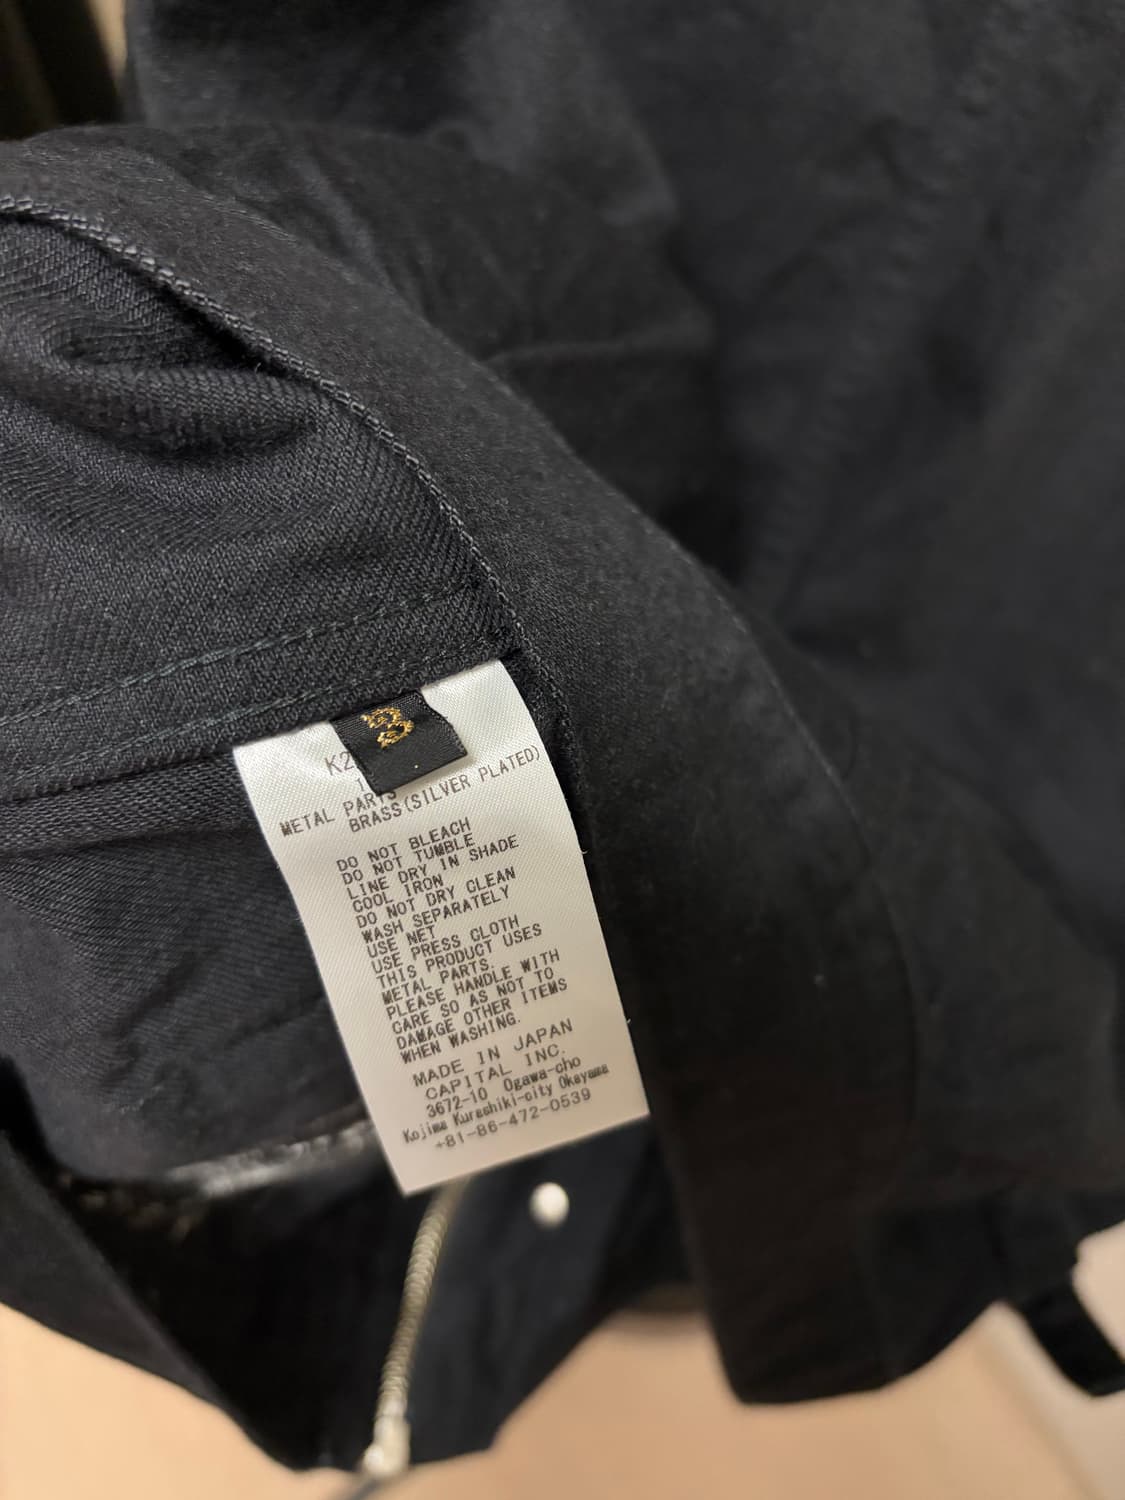 3
K2
1
METAL PARTS
BRASS(SILVER PLATED)
DO NOT BLEACH
DO NOT TUMBLE
LINE DRY IN SHADE
COOL IRON
DO NOT DRY CLEAN
WASH SEPARATELY
USE NET
USE PRESS CLOTH
THIS PRODUCT USES
METAL PARTS.
PLEASE HANDLE WITH
CARE SO AS NOT TO
DAMAGE OTHER ITEMS
WHEN WASHING.
MADE IN JAPAN
CAPITAL INC.
3672-10 Ogawa-cho
Kojima Kurashiki-city Okayama
+81-86-472-0539